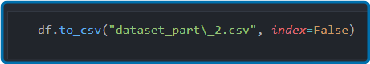 df.to_csv("dataset_part\_2.csv", index=False)